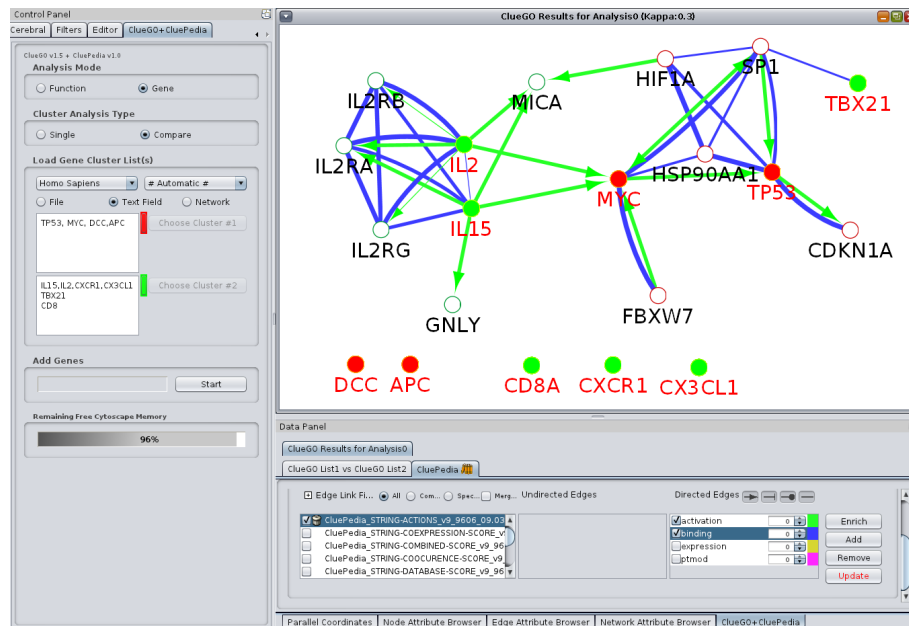 Control Panel
Cerebral Filters Editor ClueGO+CluePedia
ClueGO v1.5 + CluePedia v1.0
Analysis Mode
Function Gene
Cluster Analysis Type
Single Compare
Load Gene Cluster List(s)
Homo Sapiens # Automatic #
File Text Field Network
TP53, MYC, DCC,APC
Choose Cluster #1
IL15,IL2,CXCR1,CX3CL1
TBX21
CD8
Choose Cluster #2
Add Genes
Start
Remaining Free Cytoscape Memory
96%
ClueGO Results for Analysis0 (Kappa:0.3)
SP1
HIF1A
IL2RB
MICA
TBX21
IL2RA
IL2
HSP90AA1
TP53
MYC
IL15
IL2RG
CDKN1A
GNLY
FBXW7
DCC
APC
CD8A
CXCR1
CX3CL1
Data Panel
ClueGO Results for Analysis0
ClueGO List1 vs ClueGO List2 CluePedia
Edge Link Fi... All Com... Spec... Merg... Undirected Edges Directed Edges
CluePedia_STRING-ACTIONS_v9_9606_09.03
CluePedia_STRING-COEXPRESSION-SCORE_v
CluePedia_STRING-COMBINED-SCORE_v9_96
CluePedia_STRING-COOCURENCE-SCORE_v9
CluePedia_STRING-DATABASE-SCORE_v9_96
activation 0
binding 0
expression 0
ptmod 0
Enrich
Add
Remove
Update
Parallel Coordinates Node Attribute Browser Edge Attribute Browser Network Attribute Browser ClueGO+CluePedia